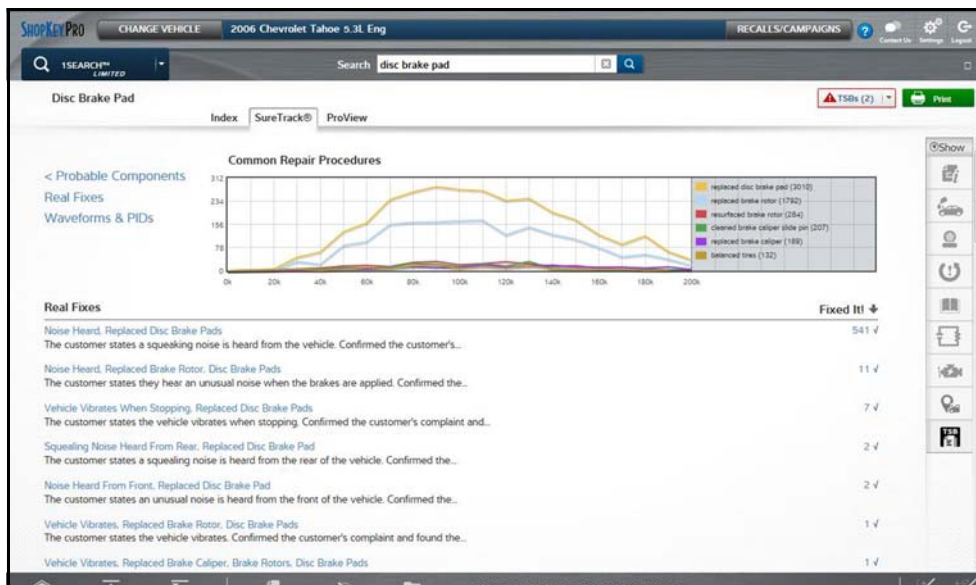 SHOPKEYPRO CHANGE VEHICLE 2006 Chevrolet Tahoe 5.3L Eng RECALLS/CAMPAIGNS ? Contact Us Settings Logout
1SEARCH™ LIMITED Search disc brake pad
Disc Brake Pad TSBs (2) Print
Index SureTrack® ProView
Show
< Probable Components
Real Fixes
Waveforms & PIDs
Common Repair Procedures
312
234
156
78
0
0k 20k 40k 60k 80k 100k 120k 140k 160k 180k 200k
replaced disc brake pad (3010)
replaced brake rotor (1792)
resurfaced brake rotor (284)
cleaned brake caliper slide pin (207)
replaced brake caliper (189)
balanced tires (132)
Real Fixes Fixed It!
Noise Heard, Replaced Disc Brake Pads 541 √
The customer states a squeaking noise is heard from the vehicle. Confirmed the customer's...
Noise Heard, Replaced Brake Rotor, Disc Brake Pads 11 √
The customer states they hear an unusual noise when the brakes are applied. Confirmed the...
Vehicle Vibrates When Stopping, Replaced Disc Brake Pads 7 √
The customer states the vehicle vibrates when stopping. Confirmed the customer's complaint and...
Squealing Noise Heard From Rear, Replaced Disc Brake Pad 2 √
The customer states a squealing noise is heard from the rear of the vehicle. Confirmed the...
Noise Heard From Front, Replaced Disc Brake Pad 2 √
The customer states an unusual noise is heard from the front of the vehicle. Confirmed the...
Vehicle Vibrates, Replaced Brake Rotor, Disc Brake Pads 1 √
The customer states the vehicle vibrates. Confirmed the customer's complaint and found the...
Vehicle Vibrates, Replaced Brake Caliper, Brake Rotors, Disc Brake Pads 1 √
TSB